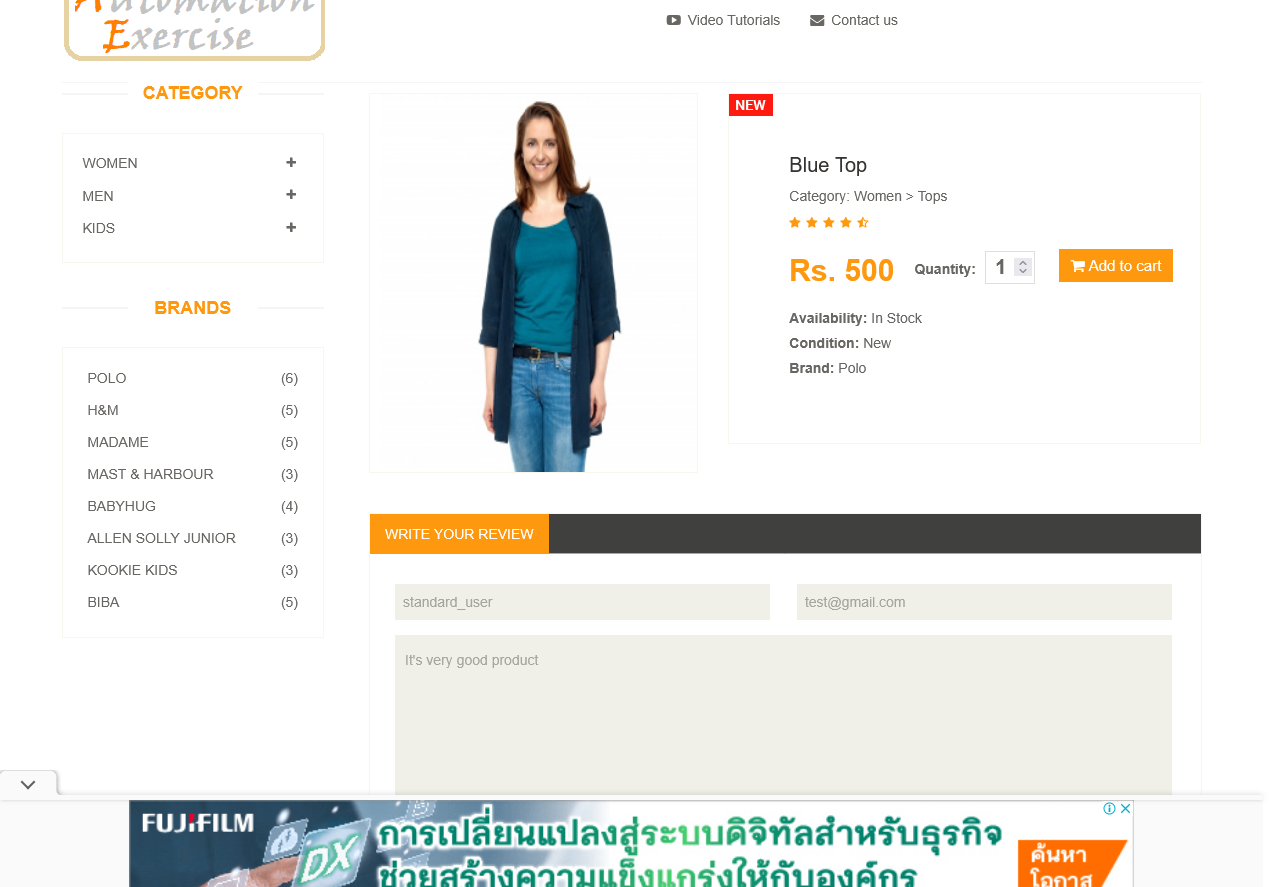 Automation
Exercise
Video Tutorials
Contact us
CATEGORY
WOMEN
MEN
KIDS
BRANDS
POLO (6)
H&M (5)
MADAME (5)
MAST & HARBOUR (3)
BABYHUG (4)
ALLEN SOLLY JUNIOR (3)
KOOKIE KIDS (3)
BIBA (5)
NEW
Blue Top
Category: Women > Tops
Rs. 500 Quantity: 1 Add to cart
Availability: In Stock
Condition: New
Brand: Polo
WRITE YOUR REVIEW
standard_user
test@gmail.com
It's very good product
FUJIFILM
DX
การเปลี่ยนแปลงสู่ระบบดิจิทัลสำหรับธุรกิจ
ช่วยสร้างความแข็งแกร่งให้กับองค์กร
ค้นหา
โอกาส